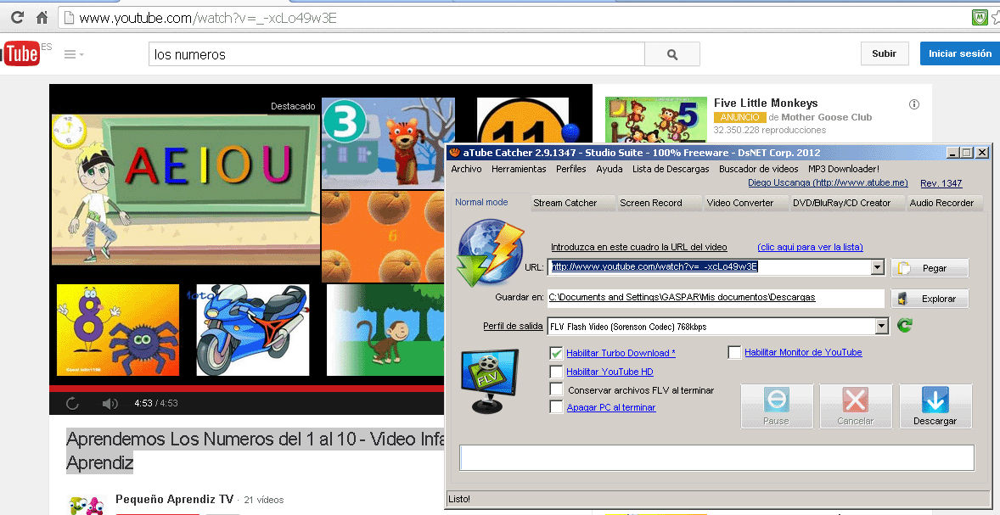 www.youtube.com/watch?v=_-xcLo49w3E
Tube ES
los numeros
Subir
Iniciar sesión
Destacado
A E I O U
3
11
6
8
moto
4:53 / 4:53
Five Little Monkeys
ANUNCIO de Mother Goose Club
32.350.228 reproducciones
5
Aprendemos Los Numeros del 1 al 10 - Video Infa
Aprendiz
Pequeño Aprendiz TV · 21 vídeos
aTube Catcher 2.9.1347 - Studio Suite - 100% Freeware - DsNET Corp. 2012
Archivo Herramientas Perfiles Ayuda Lista de Descargas Buscador de videos MP3 Downloader!
Diego Uscanga (http://www.atube.me) Rev. 1347
Normal mode Stream Catcher Screen Record Video Converter DVD/BluRay/CD Creator Audio Recorder
Introduzca en este cuadro la URL del video (clic aqui para ver la lista)
URL: http://www.youtube.com/watch?v=_-xcLo49w3E Pegar
Guardar en: C:\Documents and Settings\GASPAR\Mis documentos\Descargas Explorar
Perfil de salida FLV Flash Video (Sorenson Codec) 768kbps
FLV
Habilitar Turbo Download * Habilitar Monitor de YouTube
Habilitar YouTube HD
Conservar archivos FLV al terminar
Apagar PC al terminar
Pause Cancelar Descargar
Listo!